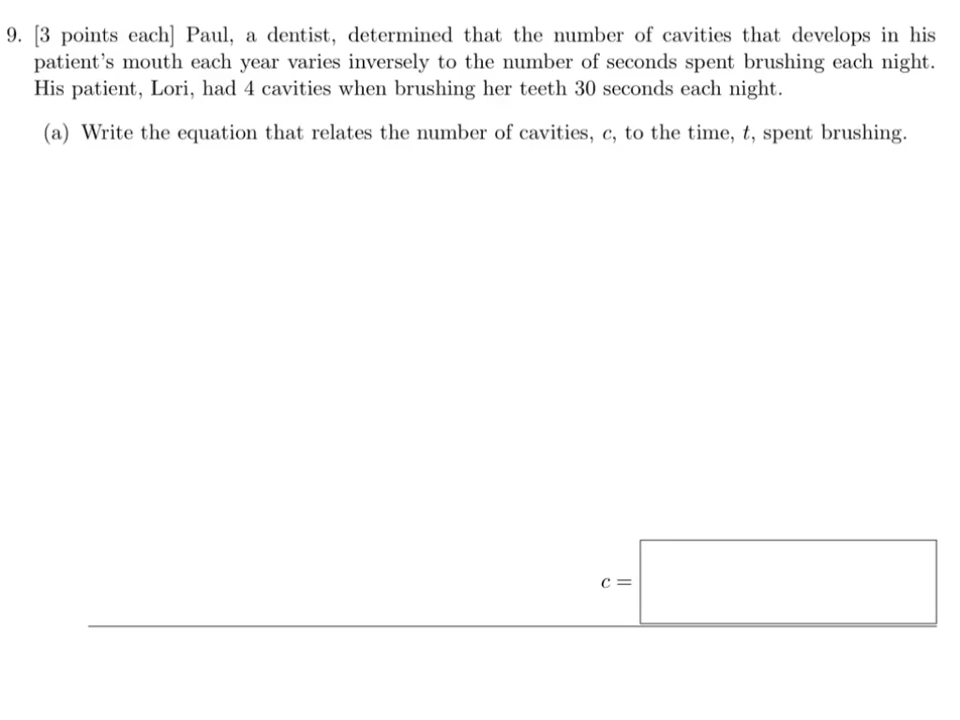 9. [3 points each] Paul, a dentist, determined that the number of cavities that develops in his
patient's mouth each year varies inversely to the number of seconds spent brushing each night.
His patient, Lori, had 4 cavities when brushing her teeth 30 seconds each night.
(a) Write the equation that relates the number of cavities, c, to the time, t, spent brushing.
c =